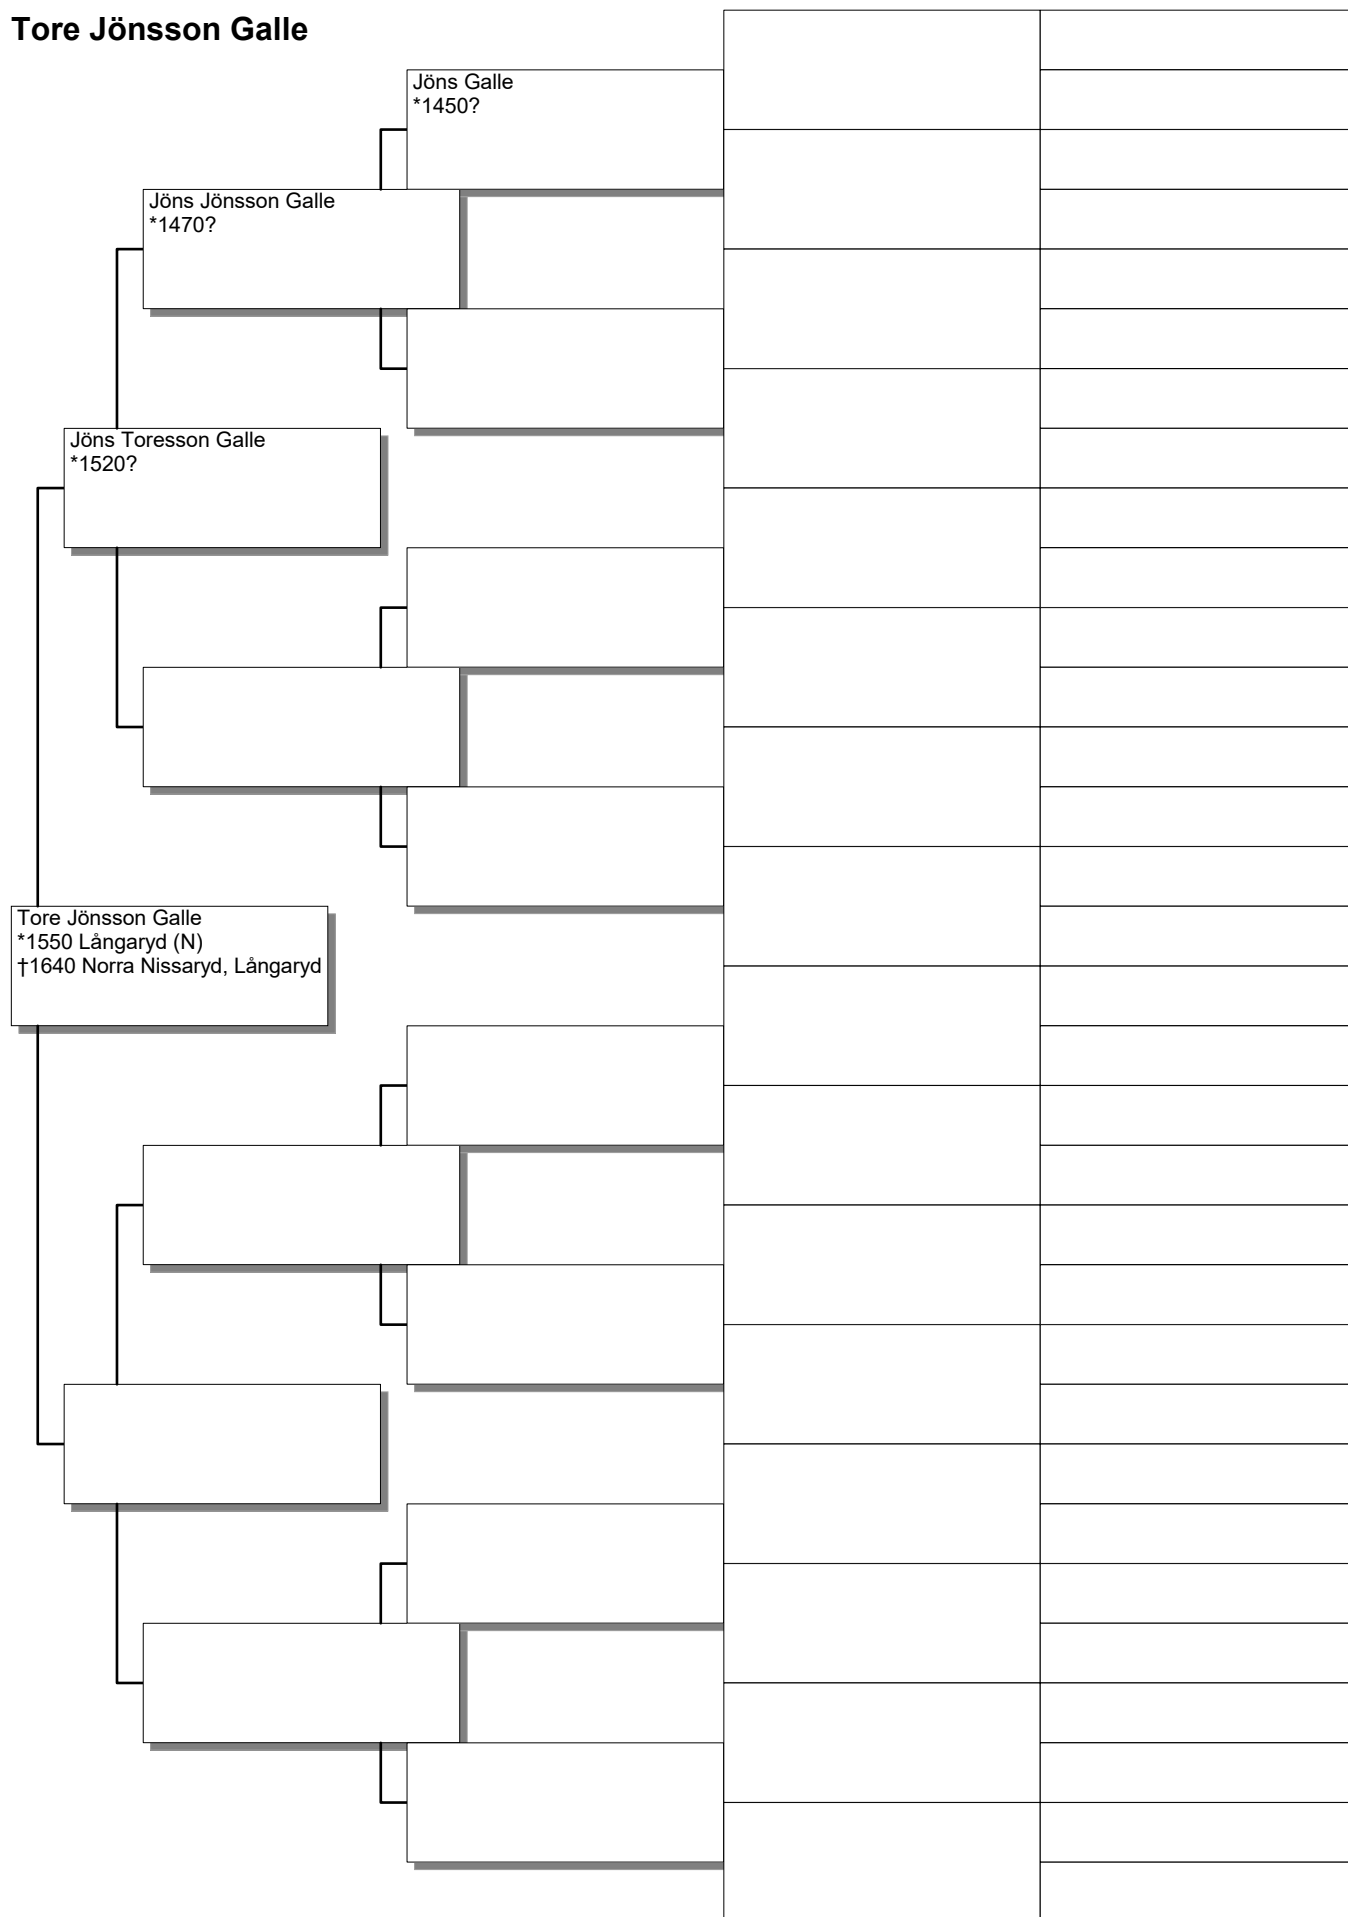 Tore Jönsson Galle
Jöns Galle
*1450?
Jöns Jönsson Galle
*1470?
Jöns Toresson Galle
*1520?
Tore Jönsson Galle
*1550 Långaryd (N)
†1640 Norra Nissaryd, Långaryd